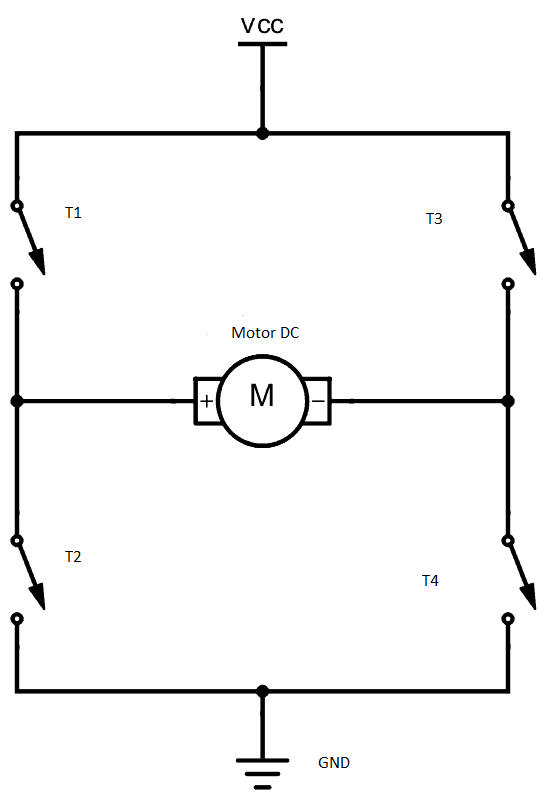 VCC
T1
T3
Motor DC
+ M −
T2
T4
GND